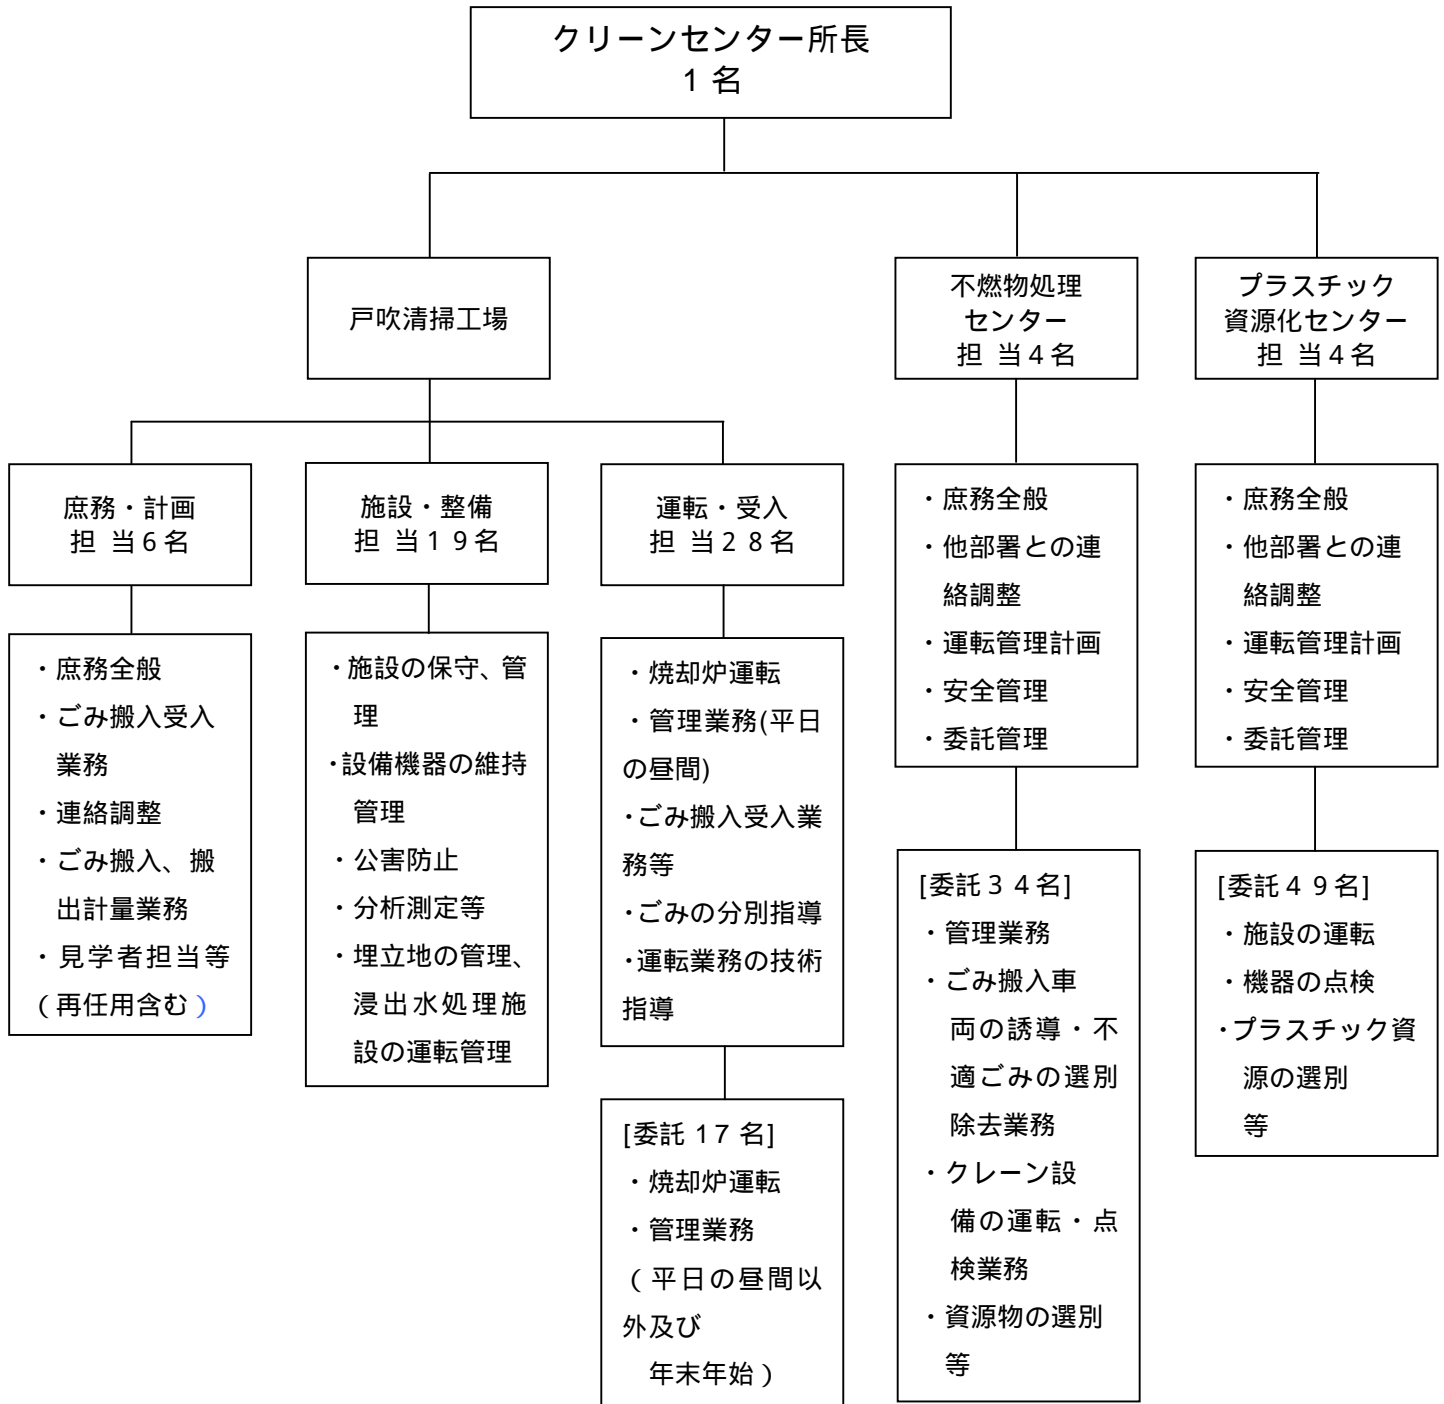 クリーンセンター所長
1 名
戸吹清掃工場
不燃物処理
センター
担 当４名
プラスチック
資源化センター
担 当４名
庶務・計画
担 当６名
施設・整備
担 当１９名
運転・受入
担 当２８名
・庶務全般
・ごみ搬入受入
業務
・連絡調整
・ごみ搬入、搬
出計量業務
・見学者担当等
（再任用含む）
・施設の保守、管
理
・設備機器の維持
管理
・公害防止
・分析測定等
・埋立地の管理、
浸出水処理施
設の運転管理
・焼却炉運転
・管理業務(平日
の昼間)
・ごみ搬入受入業
務等
・ごみの分別指導
・運転業務の技術
指導
[委託 17 名]
・焼却炉運転
・管理業務
（平日の昼間以
外及び
年末年始）
・庶務全般
・他部署との連
絡調整
・運転管理計画
・安全管理
・委託管理
[委託３４名]
・管理業務
・ごみ搬入車
両の誘導・不
適ごみの選別
除去業務
・クレーン設
備の運転・点
検業務
・資源物の選別
等
・庶務全般
・他部署との連
絡調整
・運転管理計画
・安全管理
・委託管理
[委託４９名]
・施設の運転
・機器の点検
・プラスチック資
源の選別
等